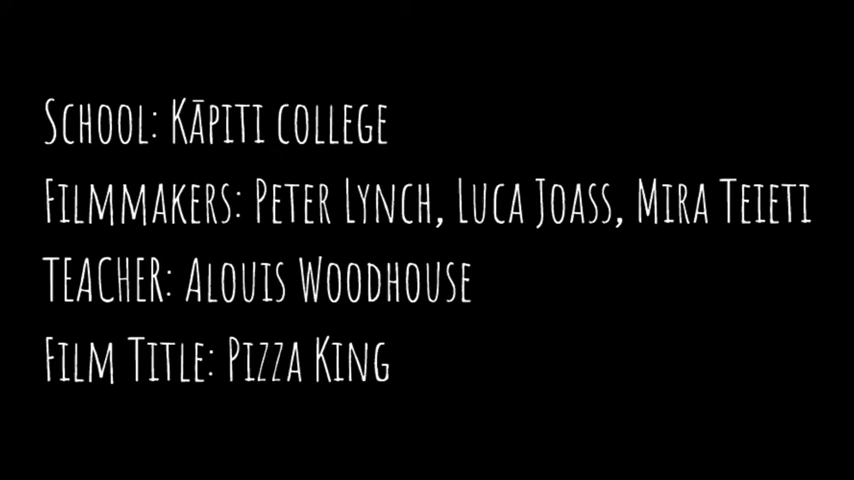 School: Kāpiti college
Filmmakers: Peter Lynch, Luca Joass, Mira Teieti
TEACHER: Alouis Woodhouse
Film Title: Pizza King